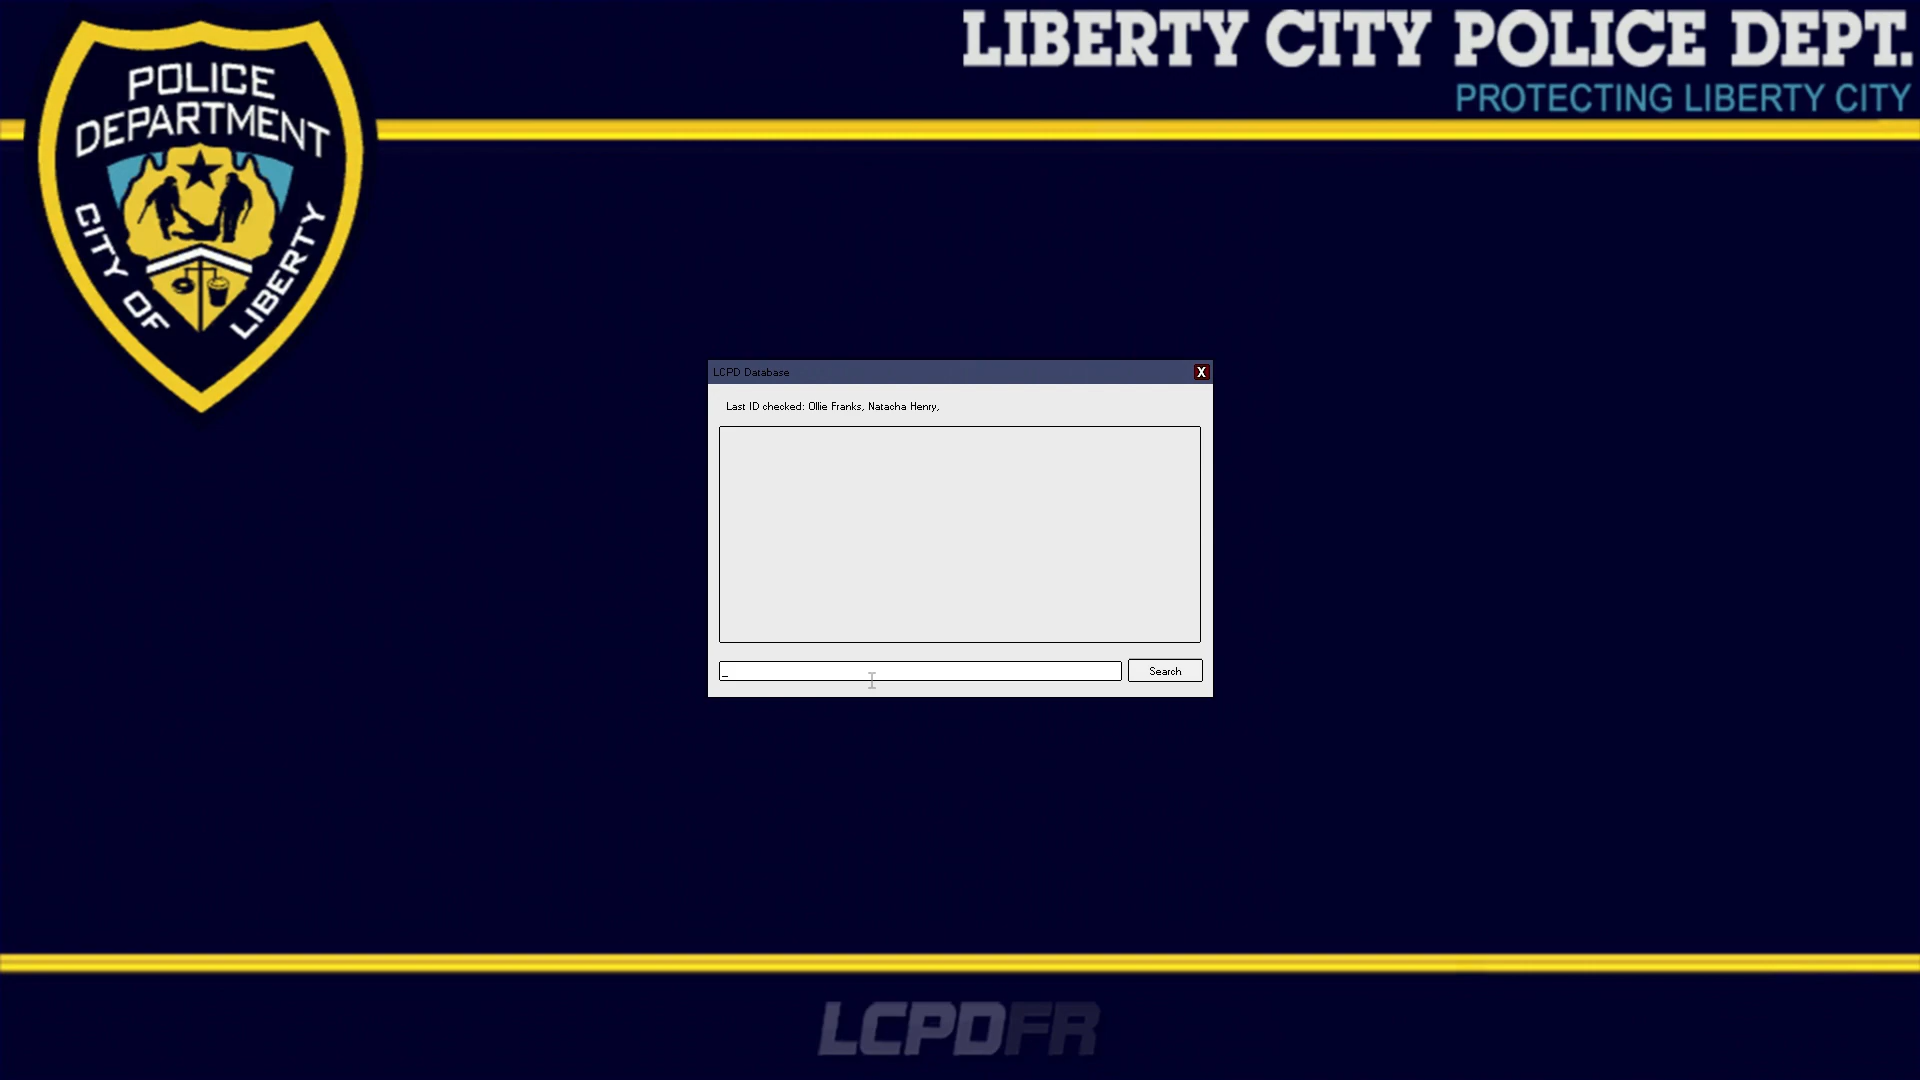 POLICE
DEPARTMENT
CITY OF
LIBERTY
LIBERTY CITY POLICE DEPT.
PROTECTING LIBERTY CITY
LCPD Database
X
Last ID checked: Ollie Franks, Natacha Henry,
_
Search
LCPDFR